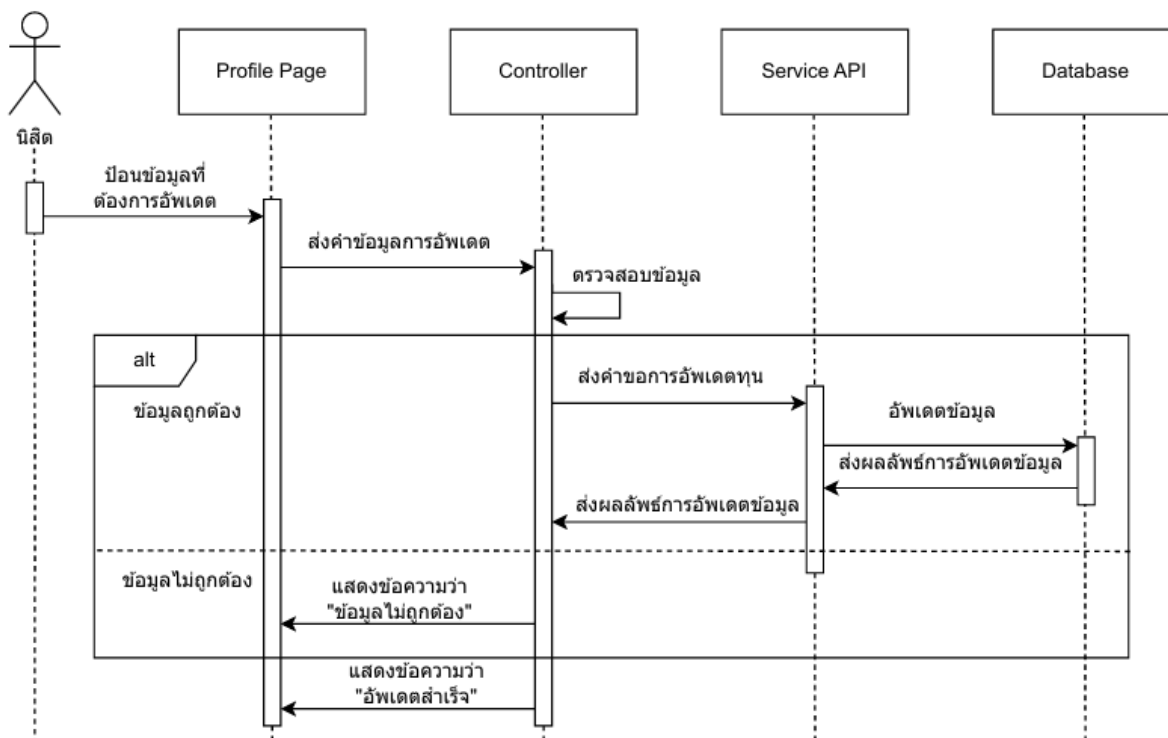 Profile Page
Controller
Service API
Database
นิสิต
ป้อนข้อมูลที่
ต้องการอัพเดต
ส่งคำข้อมูลการอัพเดต
ตรวจสอบข้อมูล
alt
ส่งคำขอการอัพเดตทุน
ข้อมูลถูกต้อง
อัพเดตข้อมูล
ส่งผลลัพธ์การอัพเดตข้อมูล
ส่งผลลัพธ์การอัพเดตข้อมูล
ข้อมูลไม่ถูกต้อง
แสดงข้อความว่า
"ข้อมูลไม่ถูกต้อง"
แสดงข้อความว่า
"อัพเดตสำเร็จ"